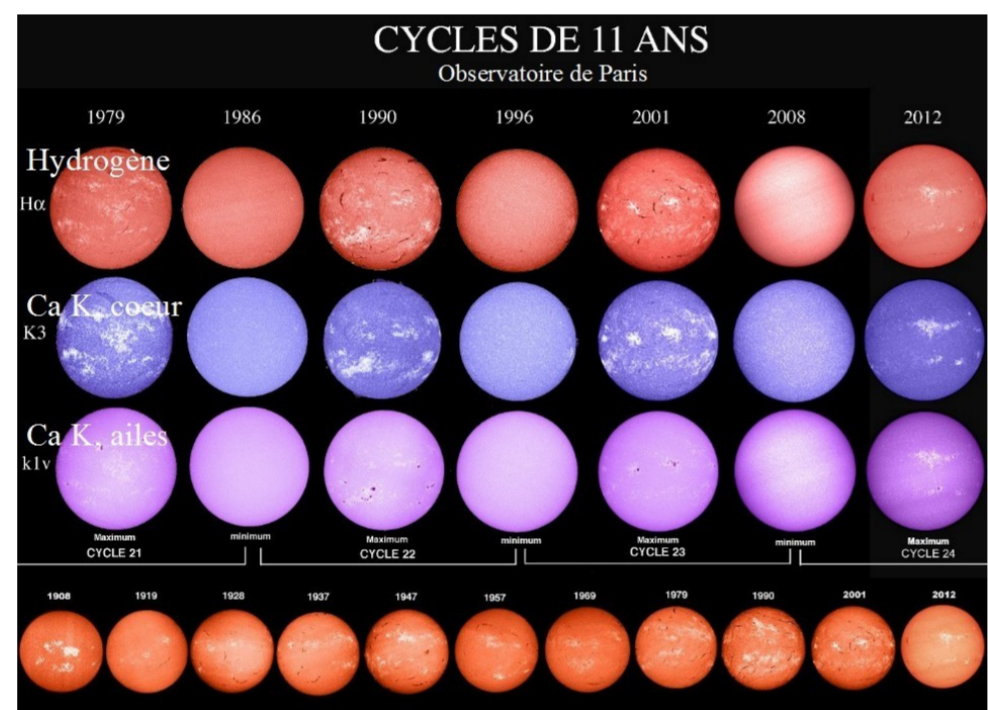 CYCLES DE 11 ANS
Observatoire de Paris
1979 1986 1990 1996 2001 2008 2012
Hydrogène
Hα
Ca K, coeur
K3
Ca K, ailes
k1v
Maximum minimum Maximum minimum Maximum minimum Maximum
CYCLE 21 CYCLE 22 CYCLE 23 CYCLE 24
1908 1919 1928 1937 1947 1957 1969 1979 1990 2001 2012